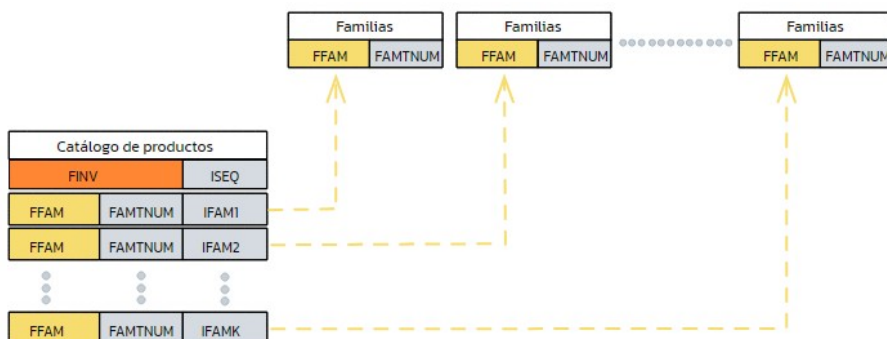 Familias Familias Familias
FFAM FAMTNUM FFAM FAMTNUM FFAM FAMTNUM
Catálogo de productos
FINV ISEQ
FFAM FAMTNUM IFAM1
FFAM FAMTNUM IFAM2
FFAM FAMTNUM IFAMK